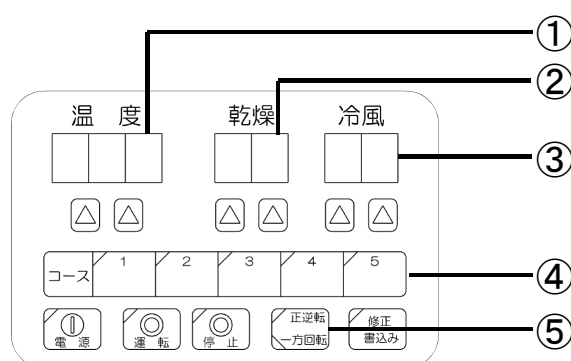 ①
②
温 度 乾燥 冷風
③
コース 1 2 3 4 5
④
電 源 運 転 停 止 正逆転 一方回転 修正 書込み
⑤